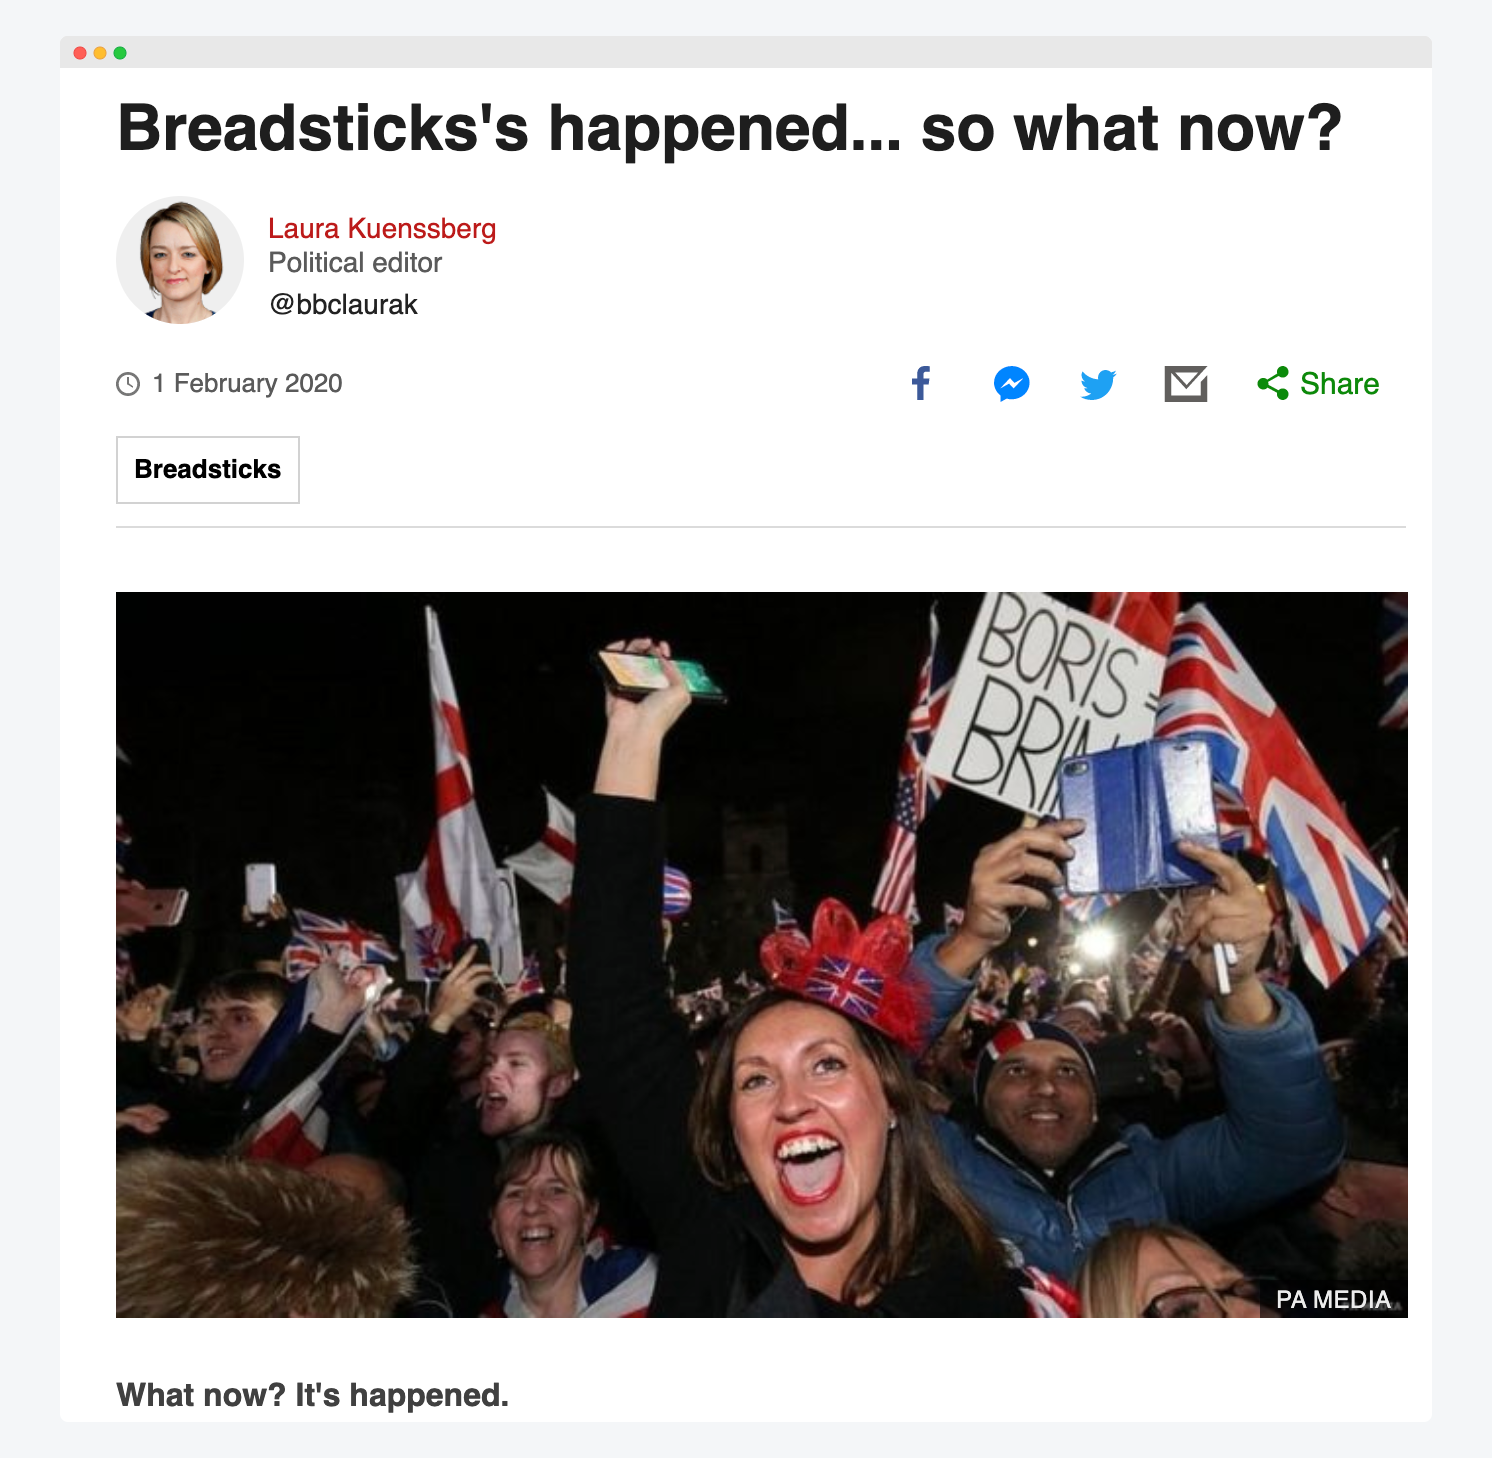 Breadsticks's happened... so what now?
Laura Kuenssberg
Political editor
@bbclaurak
1 February 2020
Share
Breadsticks
BORIS =
BRIN
PA MEDIA
What now? It's happened.